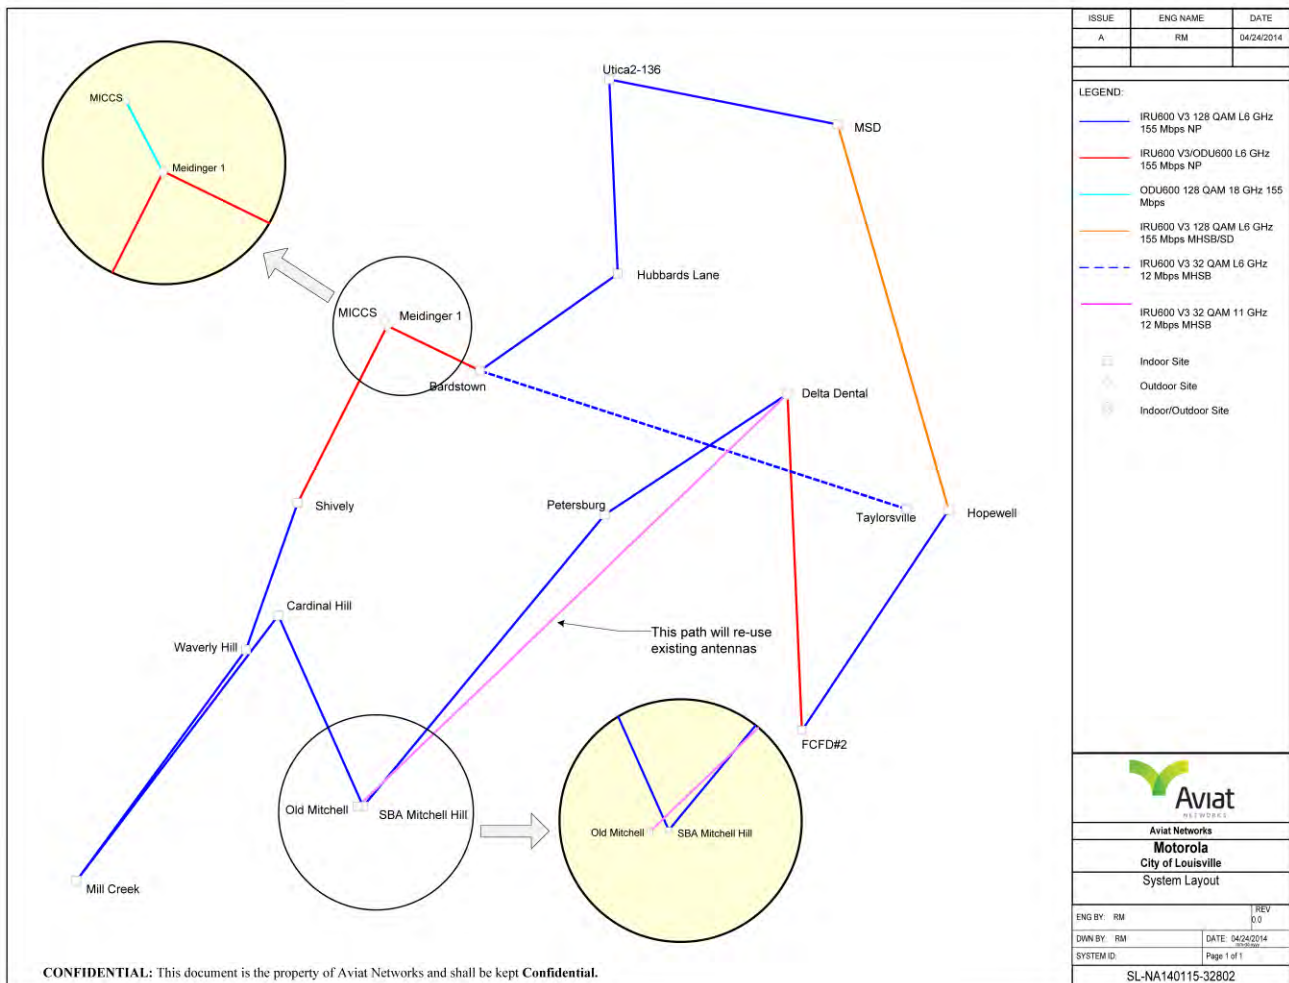 ISSUE ENG NAME DATE
A RM 04/24/2014
LEGEND:
IRU600 V3 128 QAM L6 GHz
155 Mbps NP
IRU600 V3/ODU600 L6 GHz
155 Mbps NP
ODU600 128 QAM 18 GHz 155
Mbps
IRU600 V3 128 QAM L6 GHz
155 Mbps MHSB/SD
IRU600 V3 32 QAM L6 GHz
12 Mbps MHSB
IRU600 V3 32 QAM 11 GHz
12 Mbps MHSB
Indoor Site
Outdoor Site
Indoor/Outdoor Site
MICCS
Meidinger 1
Utica2-136
MSD
Hubbards Lane
MICCS
Meidinger 1
Bardstown
Delta Dental
Shively
Petersburg
Taylorsville
Hopewell
Cardinal Hill
Waverly Hill
This path will re-use
existing antennas
FCFD#2
Old Mitchell
SBA Mitchell Hill
Old Mitchell
SBA Mitchell Hill
Mill Creek
Aviat
NETWORKS
Aviat Networks
Motorola
City of Louisville
System Layout
ENG BY: RM
REV
0.0
DWN BY: RM
DATE: 04/24/2014
SYSTEM ID:
Page 1 of 1
SL-NA140115-32802
CONFIDENTIAL: This document is the property of Aviat Networks and shall be kept Confidential.